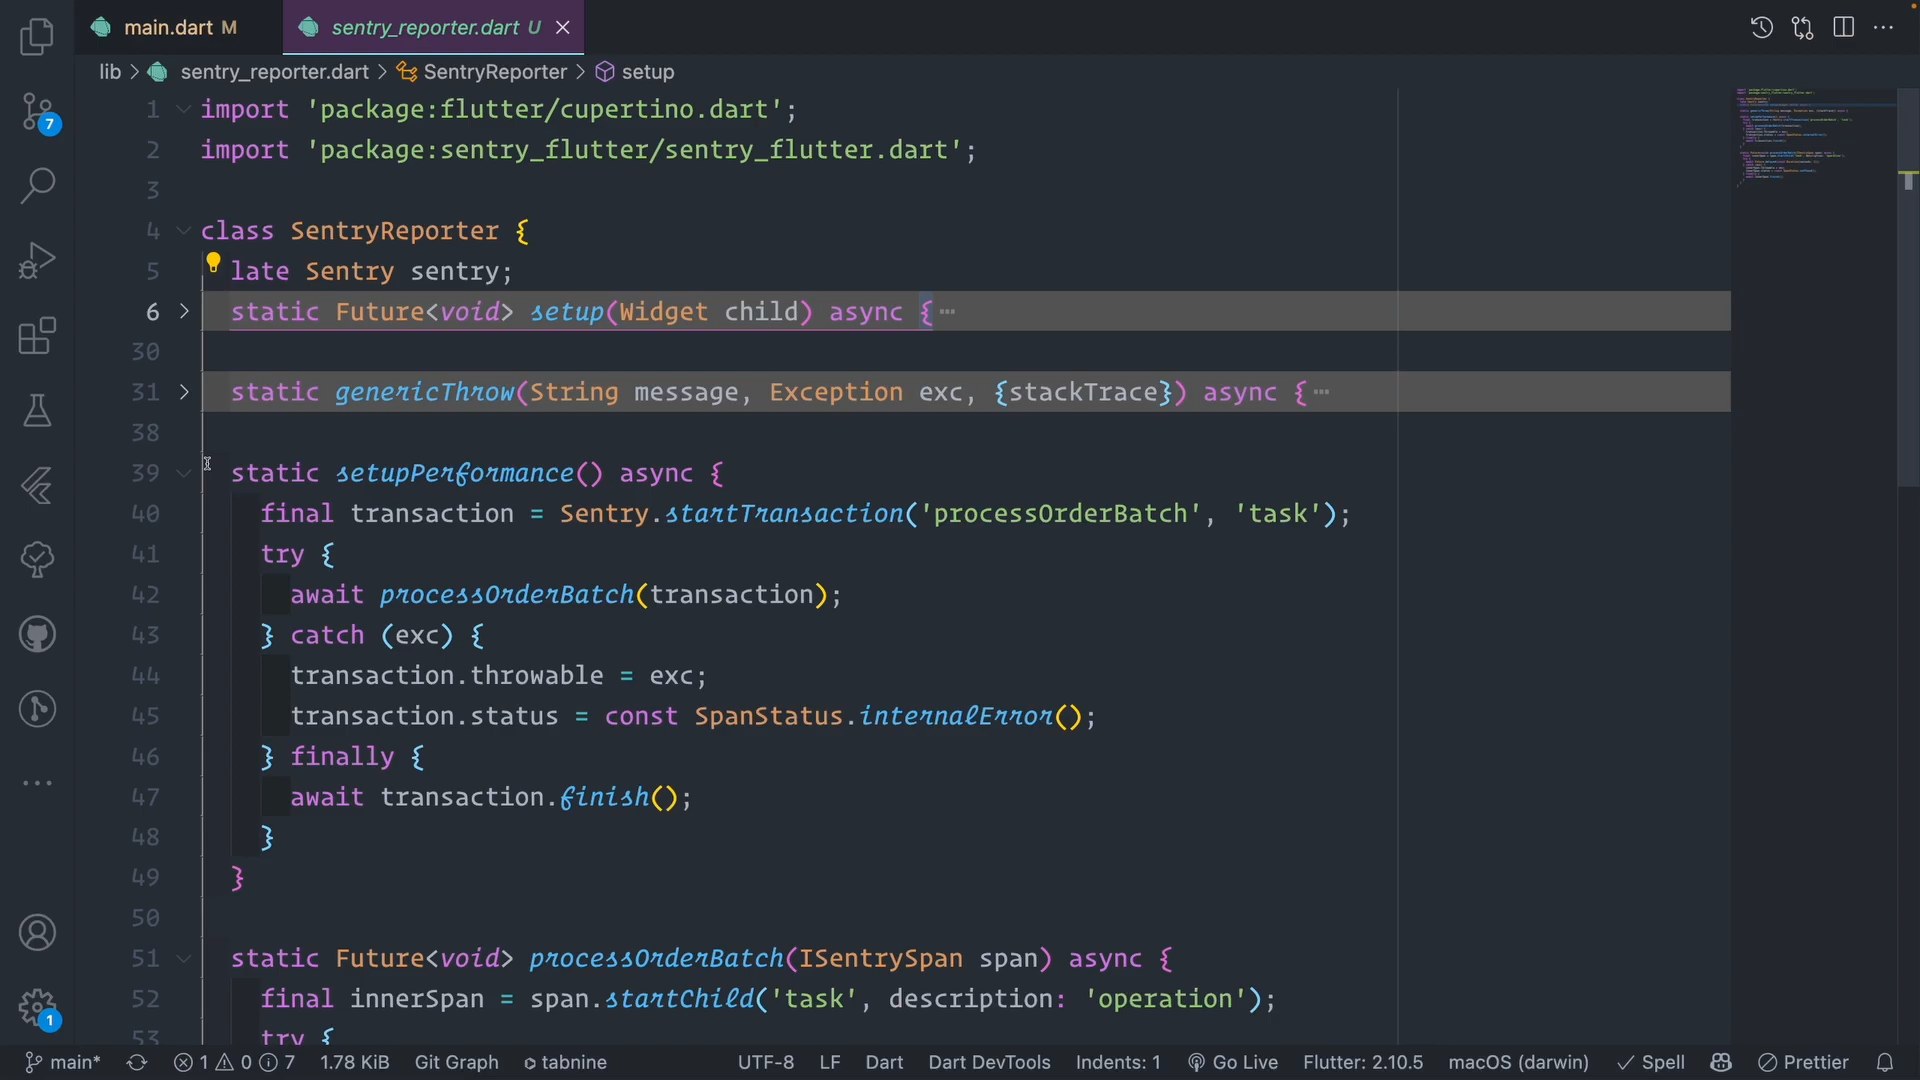 main.dart M
sentry_reporter.dart U
lib > sentry_reporter.dart > SentryReporter > setup
1 import 'package:flutter/cupertino.dart';
2 import 'package:sentry_flutter/sentry_flutter.dart';
3
4 class SentryReporter {
5 late Sentry sentry;
6 static Future<void> setup(Widget child) async {⋯
30
31 static genericThrow(String message, Exception exc, {stackTrace}) async {⋯
38
39 static setupPerformance() async {
40 final transaction = Sentry.startTransaction('processOrderBatch', 'task');
41 try {
42 await processOrderBatch(transaction);
43 } catch (exc) {
44 transaction.throwable = exc;
45 transaction.status = const SpanStatus.internalError();
46 } finally {
47 await transaction.finish();
48 }
49 }
50
51 static Future<void> processOrderBatch(ISentrySpan span) async {
52 final innerSpan = span.startChild('task', description: 'operation');
53 try {
7
1
main* 1 0 7 1.78 KiB Git Graph tabnine UTF-8 LF Dart Dart DevTools Indents: 1 Go Live Flutter: 2.10.5 macOS (darwin) Spell Prettier